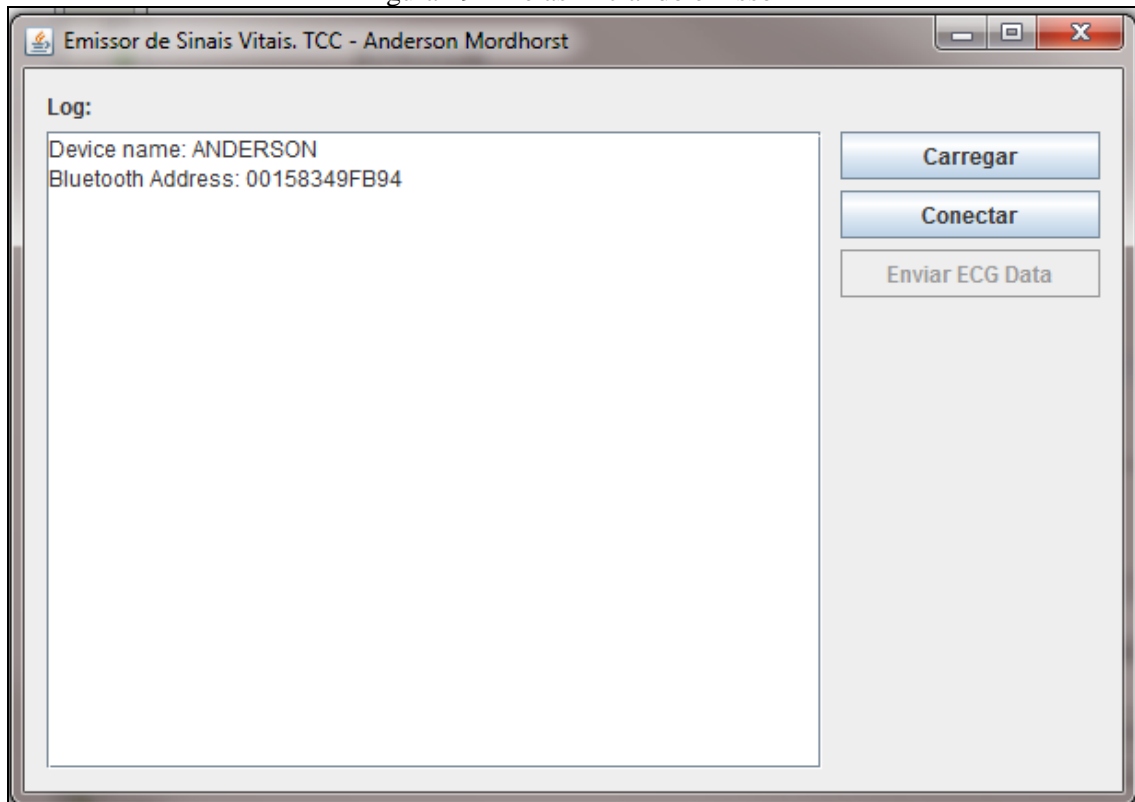 Emissor de Sinais Vitais. TCC - Anderson Mordhorst
Log:
Device name: ANDERSON
Bluetooth Address: 00158349FB94
Carregar
Conectar
Enviar ECG Data